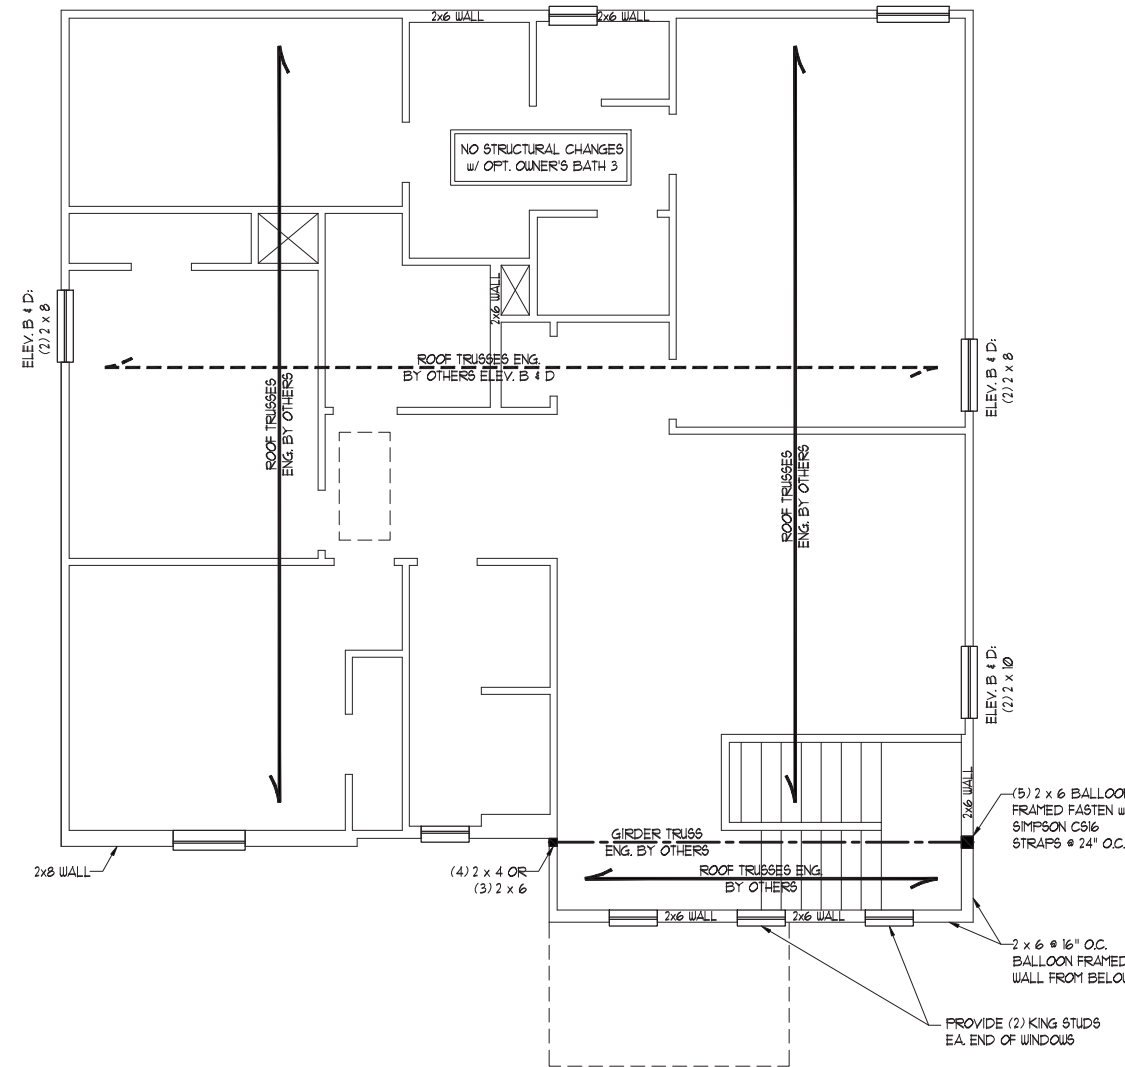 2x6 WALL
2x6 WALL
NO STRUCTURAL CHANGES
w/ OPT. OWNER'S BATH 3
2x6 WALL
ELEV. B & D:
(2) 2 x 8
ROOF TRUSSES ENG.
BY OTHERS ELEV. B & D
ELEV. B & D:
(2) 2 x 8
ROOF TRUSSES
ENG. BY OTHERS
ROOF TRUSSES
ENG. BY OTHERS
ELEV. B & D:
(2) 2 x 10
2x6 WALL
(5) 2 x 6 BALLOO
FRAMED FASTEN w
SIMPSON CS16
STRAPS @ 24" O.C.
GIRDER TRUSS
ENG. BY OTHERS
2x8 WALL
(4) 2 x 4 OR
(3) 2 x 6
ROOF TRUSSES ENG.
BY OTHERS
2x6 WALL
2x6 WALL
2 x 6 @ 16" O.C.
BALLOON FRAMED
WALL FROM BELO
PROVIDE (2) KING STUDS
EA. END OF WINDOWS